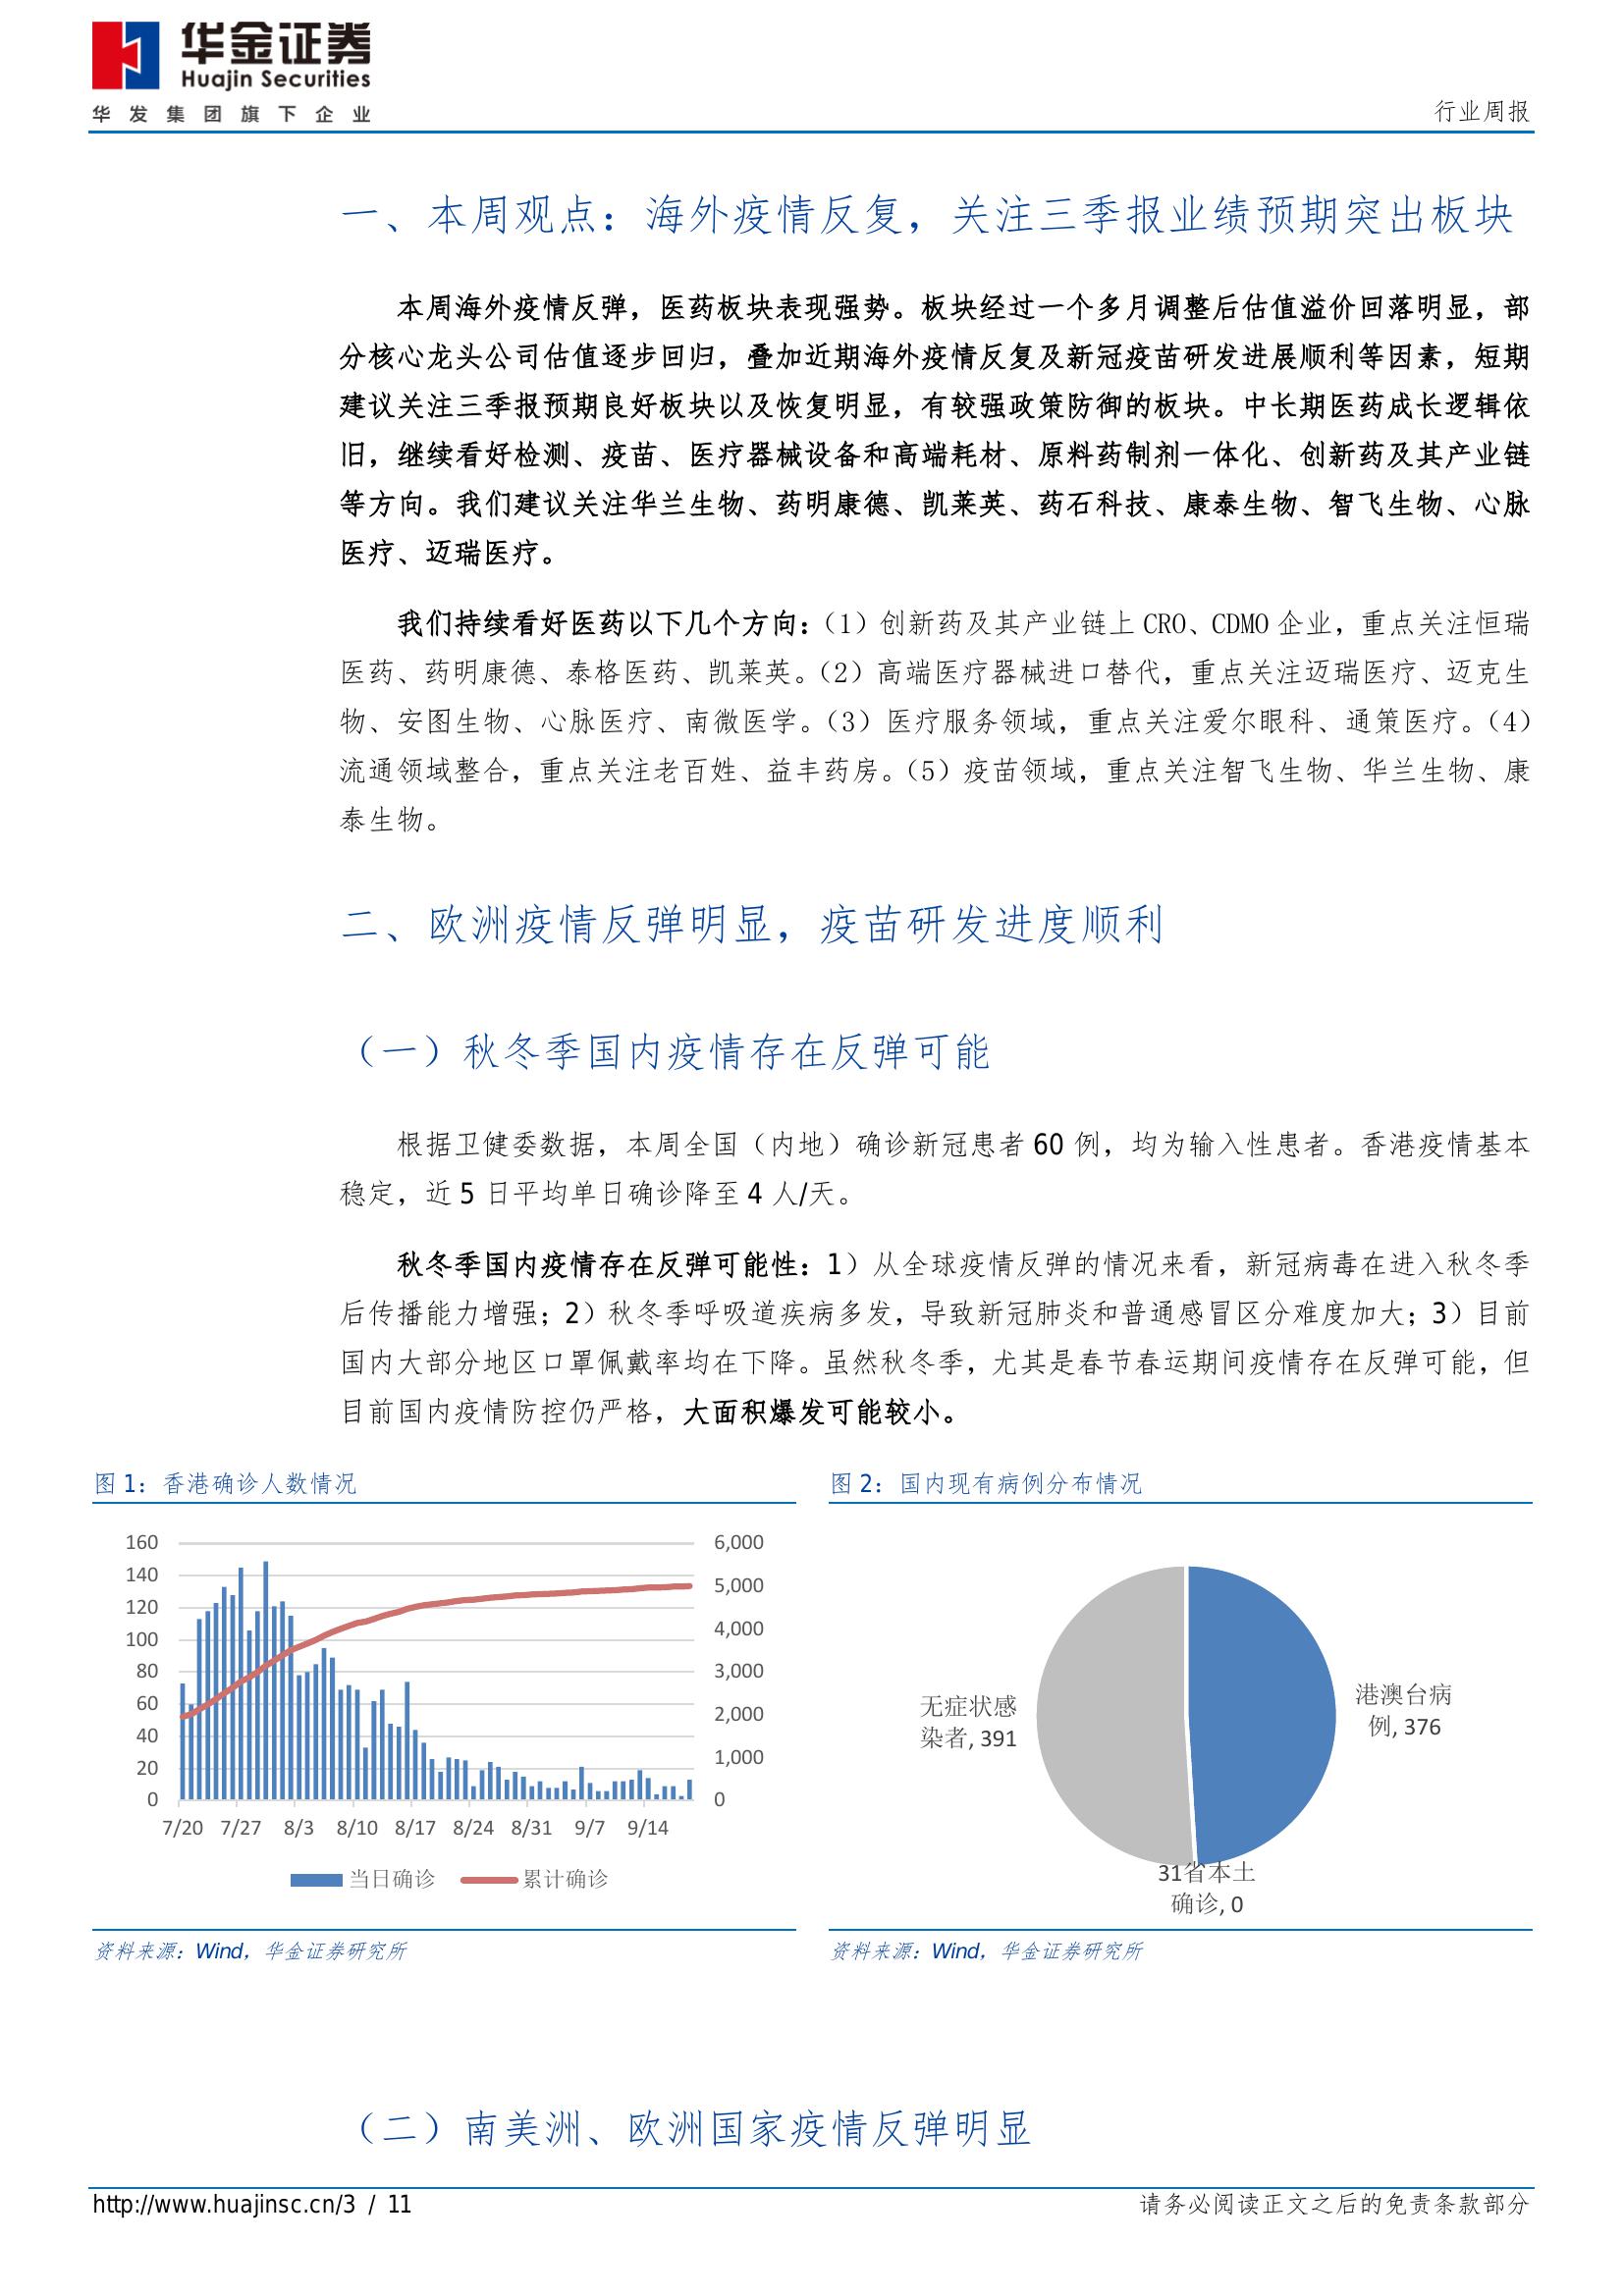 华金证券
Huajin Securities
华发集团旗下企业
行业周报
一、本周观点：海外疫情反复，关注三季报业绩预期突出板块
本周海外疫情反弹，医药板块表现强势。板块经过一个多月调整后估值溢价回落明显，部
分核心龙头公司估值逐步回归，叠加近期海外疫情反复及新冠疫苗研发进展顺利等因素，短期
建议关注三季报预期良好板块以及恢复明显，有较强政策防御的板块。中长期医药成长逻辑依
旧，继续看好检测、疫苗、医疗器械设备和高端耗材、原料药制剂一体化、创新药及其产业链
等方向。我们建议关注华兰生物、药明康德、凯莱英、药石科技、康泰生物、智飞生物、心脉
医疗、迈瑞医疗。
我们持续看好医药以下几个方向：（1）创新药及其产业链上 CRO、CDMO 企业，重点关注恒瑞
医药、药明康德、泰格医药、凯莱英。（2）高端医疗器械进口替代，重点关注迈瑞医疗、迈克生
物、安图生物、心脉医疗、南微医学。（3）医疗服务领域，重点关注爱尔眼科、通策医疗。（4）
流通领域整合，重点关注老百姓、益丰药房。（5）疫苗领域，重点关注智飞生物、华兰生物、康
泰生物。
二、欧洲疫情反弹明显，疫苗研发进度顺利
（一）秋冬季国内疫情存在反弹可能
根据卫健委数据，本周全国（内地）确诊新冠患者 60 例，均为输入性患者。香港疫情基本
稳定，近 5 日平均单日确诊降至 4 人/天。
秋冬季国内疫情存在反弹可能性：1）从全球疫情反弹的情况来看，新冠病毒在进入秋冬季
后传播能力增强；2）秋冬季呼吸道疾病多发，导致新冠肺炎和普通感冒区分难度加大；3）目前
国内大部分地区口罩佩戴率均在下降。虽然秋冬季，尤其是春节春运期间疫情存在反弹可能，但
目前国内疫情防控仍严格，大面积爆发可能较小。
图 1：香港确诊人数情况
160
140
120
100
80
60
40
20
0
6,000
5,000
4,000
3,000
2,000
1,000
0
7/20 7/27 8/3 8/10 8/17 8/24 8/31 9/7 9/14
当日确诊 累计确诊
资料来源：Wind，华金证券研究所
图 2：国内现有病例分布情况
无症状感
染者, 391
港澳台病
例, 376
31省本土
确诊, 0
资料来源：Wind，华金证券研究所
（二）南美洲、欧洲国家疫情反弹明显
http://www.huajinsc.cn/3 / 11
请务必阅读正文之后的免责条款部分